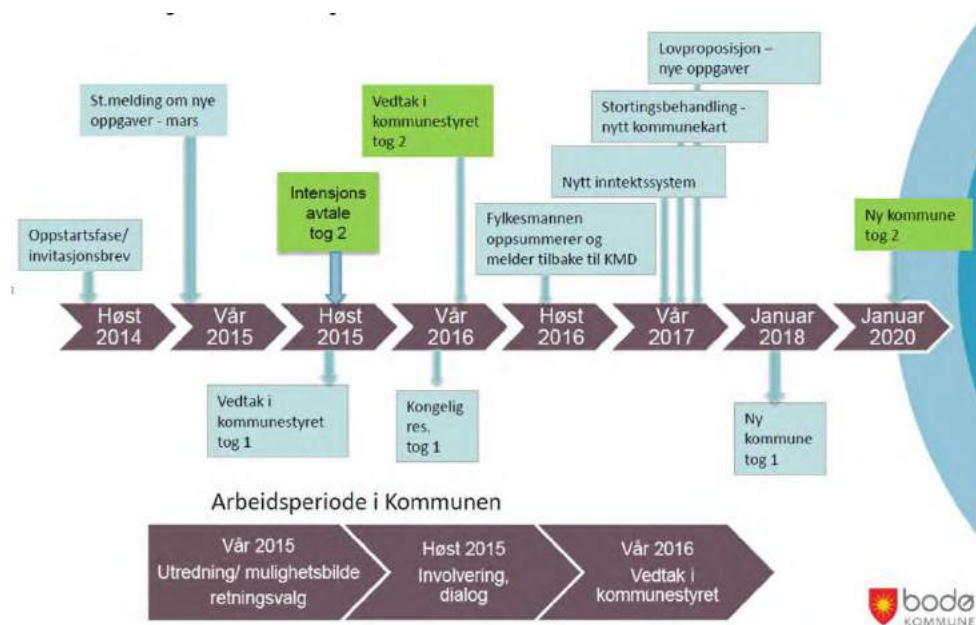 Lovproposisjon –
nye oppgaver
St.melding om nye
oppgaver - mars
Vedtak i
kommunestyret
tog 2
Stortingsbehandling -
nytt kommunekart
Intensjons
avtale
tog 2
Nytt inntektssystem
Oppstartsfase/
invitasjonsbrev
Fylkesmannen
oppsummerer og
melder tilbake til KMD
Ny kommune
tog 2
Høst
2014
Vår
2015
Høst
2015
Vår
2016
Høst
2016
Vår
2017
Januar
2018
Januar
2020
Vedtak i
kommunestyret
tog 1
Kongelig
res.
tog 1
Ny
kommune
tog 1
Arbeidsperiode i Kommunen
Vår 2015
Utredning/ mulighetsbilde
retningsvalg
Høst 2015
Involvering,
dialog
Vår 2016
Vedtak i
kommunestyret
bodø
KOMMUNE